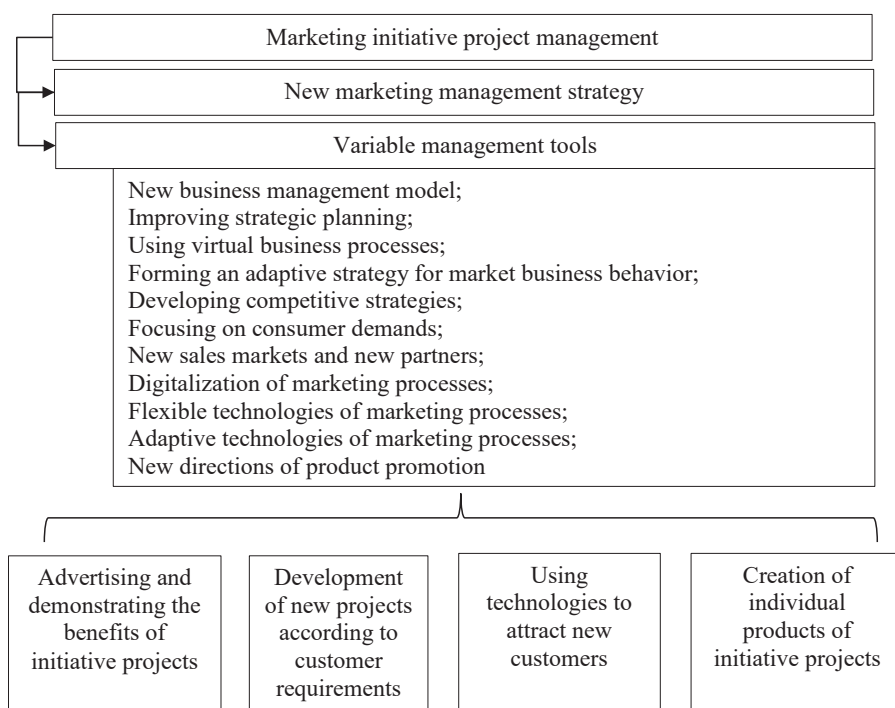 Marketing initiative project management
New marketing management strategy
Variable management tools
New business management model;
Improving strategic planning;
Using virtual business processes;
Forming an adaptive strategy for market business behavior;
Developing competitive strategies;
Focusing on consumer demands;
New sales markets and new partners;
Digitalization of marketing processes;
Flexible technologies of marketing processes;
Adaptive technologies of marketing processes;
New directions of product promotion
Advertising and
demonstrating the
benefits of
initiative projects
Development
of new projects
according to
customer
requirements
Using
technologies to
attract new
customers
Creation of
individual
products of
initiative projects